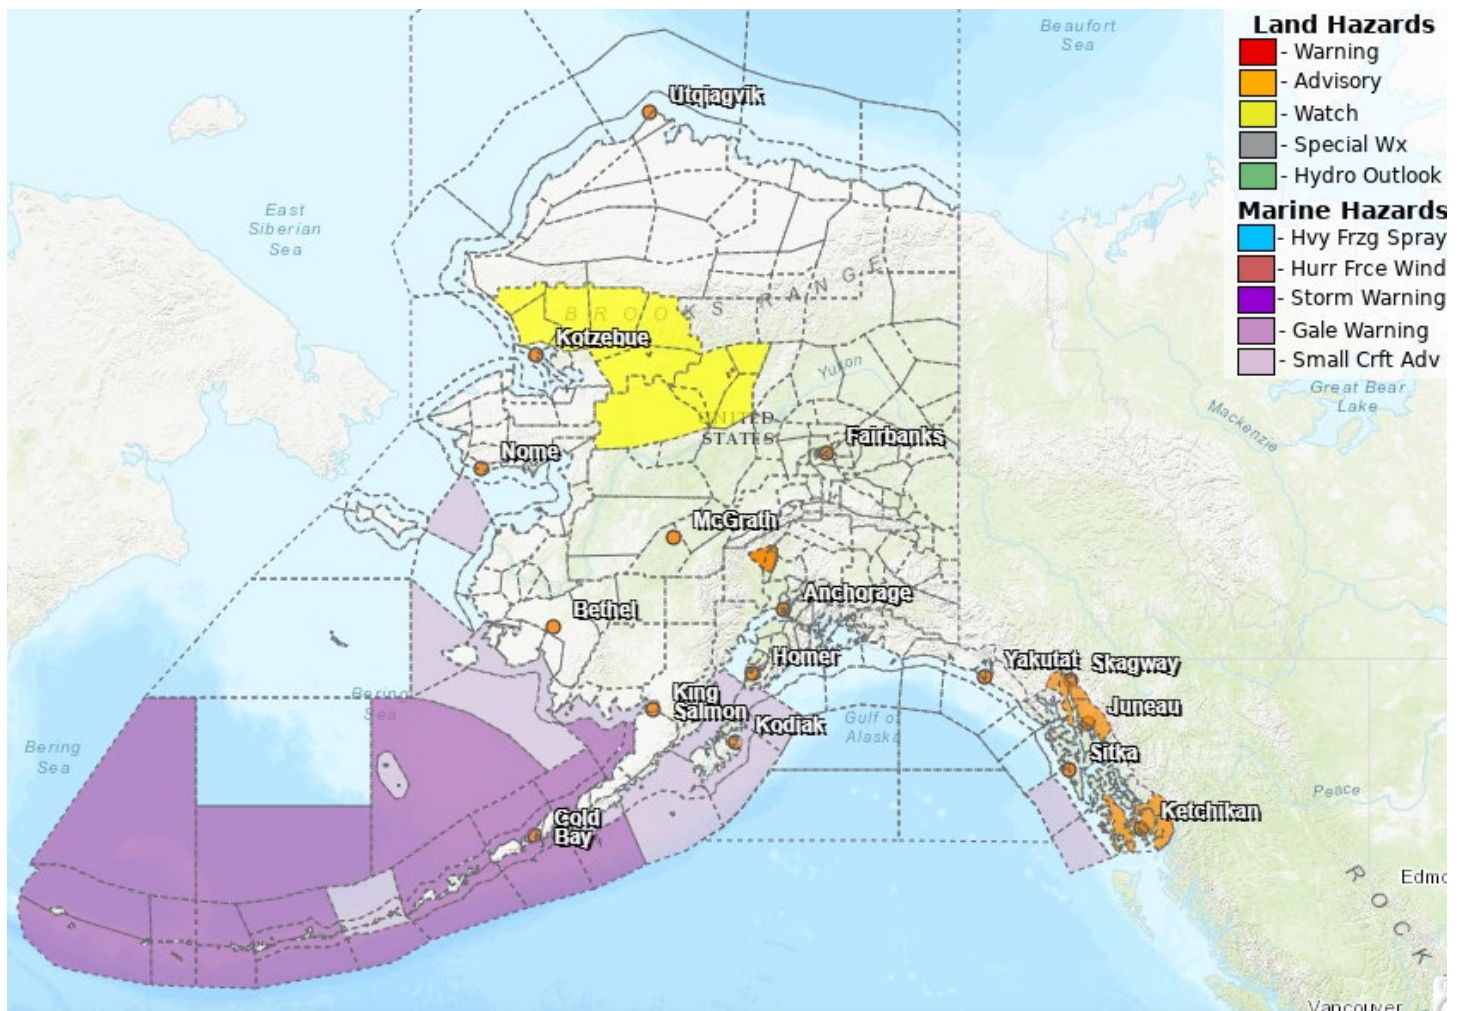 Land Hazards
- Warning
- Advisory
- Watch
- Special Wx
- Hydro Outlook
Marine Hazards
- Hvy Frzg Spray
- Hurr Frce Wind
- Storm Warning
- Gale Warning
- Small Crft Adv
Beaufort
Sea
Utqiagvik
East
Siberian
Sea
BROOKS RANGE
Kotzebue
Yukon
Great Bear
Lake
Mackenzie
UNITED
STATES
Fairbanks
Nome
McGrath
Anchorage
Bethel
Homer
Yakutat
Skagway
King
Salmon
Juneau
Kodiak
Bering
Sea
Gulf of
Alaska
Bering
Sea
Sitka
Peace
Cold
Bay
Ketchikan
Edmo
ROCK
Vancouver